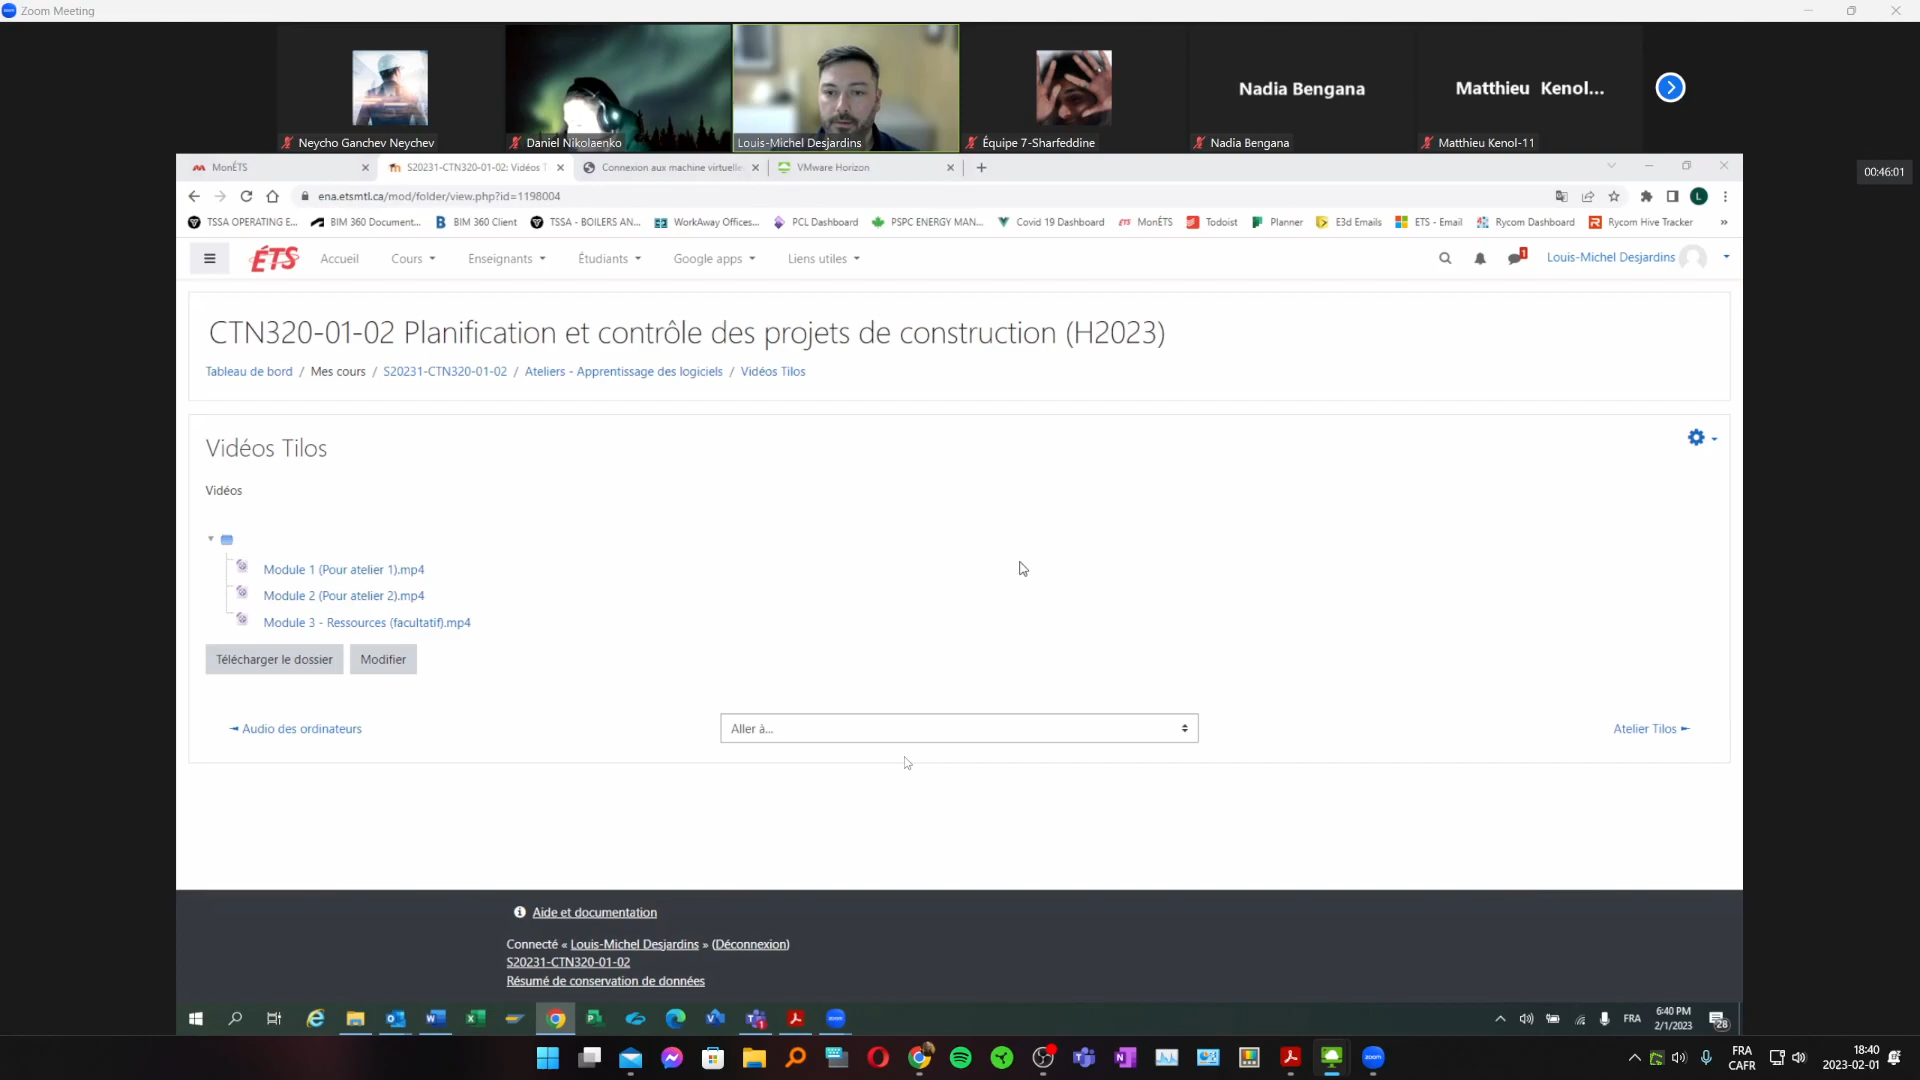 Zoom Meeting
Nadia Bengana
Matthieu Kenol...
Neycho Ganchev Neychev
Daniel Nikolaenko
Louis-Michel Desjardins
Équipe 7-Sharfeddine
Nadia Bengana
Matthieu Kenol-11
00:46:01
MonÉTS
S20231-CTN320-01-02: Vidéos T
Connexion aux machine virtuelle
VMware Horizon
ena.etsmtl.ca/mod/folder/view.php?id=1198004
L
TSSA OPERATING E...
BIM 360 Document...
BIM 360 Client
TSSA - BOILERS AN...
WorkAway Offices...
PCL Dashboard
PSPC ENERGY MAN...
Covid 19 Dashboard
MonÉTS
Todoist
Planner
E3d Emails
ETS - Email
Rycom Dashboard
Rycom Hive Tracker
»
ÉTS
Accueil
Cours
Enseignants
Étudiants
Google apps
Liens utiles
1
Louis-Michel Desjardins
CTN320-01-02 Planification et contrôle des projets de construction (H2023)
Tableau de bord / Mes cours / S20231-CTN320-01-02 / Ateliers - Apprentissage des logiciels / Vidéos Tilos
Vidéos Tilos
Vidéos
Module 1 (Pour atelier 1).mp4
Module 2 (Pour atelier 2).mp4
Module 3 - Ressources (facultatif).mp4
Télécharger le dossier
Modifier
Audio des ordinateurs
Aller à...
Atelier Tilos
Aide et documentation
Connecté « Louis-Michel Desjardins » (Déconnexion)
S20231-CTN320-01-02
Résumé de conservation de données
FRA
6:40 PM
2/1/2023
28
FRA
CAFR
18:40
2023-02-01